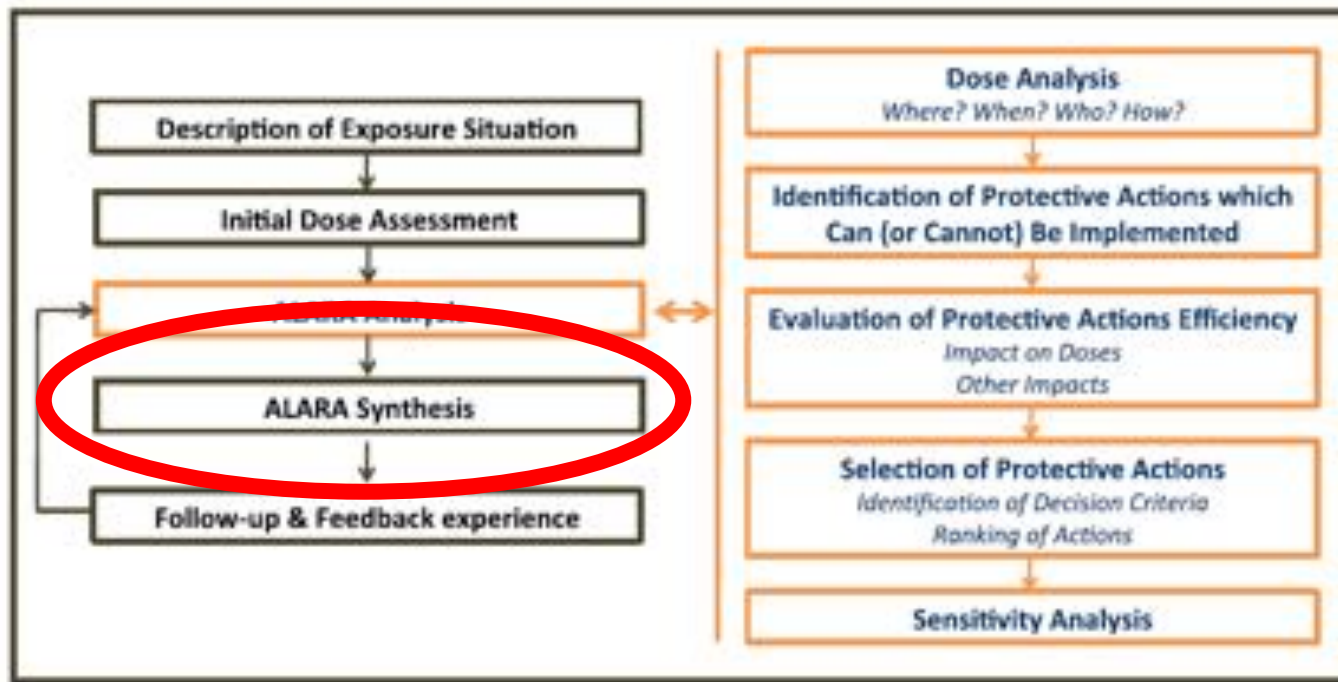 Description of Exposure Situation
Initial Dose Assessment
ALARA Analysis
ALARA Synthesis
Follow-up & Feedback experience
Dose Analysis
Where? When? Who? How?
Identification of Protective Actions which
Can (or Cannot) Be Implemented
Evaluation of Protective Actions Efficiency
Impact on Doses
Other Impacts
Selection of Protective Actions
Identification of Decision Criteria
Ranking of Actions
Sensitivity Analysis